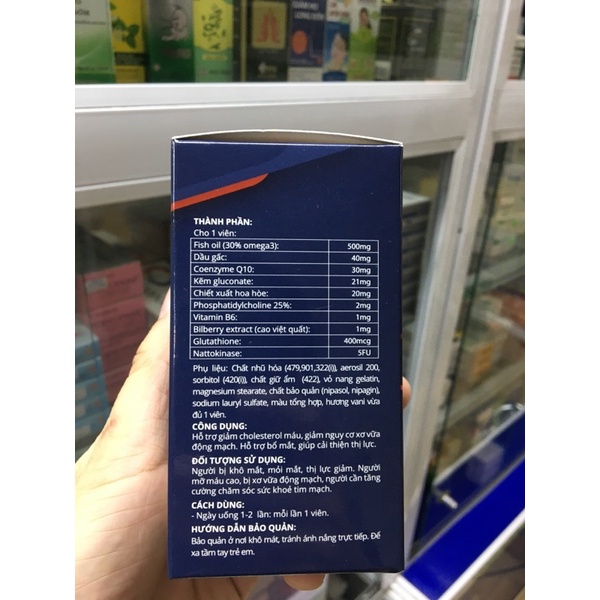 THÀNH PHẦN:
Cho 1 viên:
Fish oil (30% omega3): 500mg
Dầu gấc: 40mg
Coenzyme Q10: 30mg
Kẽm gluconate: 21mg
Chiết xuất hoa hòe: 20mg
Phosphatidylcholine 25%: 2mg
Vitamin B6: 1mg
Bilberry extract (cao việt quất): 1mg
Glutathione: 400mcg
Nattokinase: 5FU
Phụ liệu: Chất nhũ hóa (479,901,322(i)), aerosil 200,
sorbitol (420(i)), chất giữ ẩm (422), vỏ nang gelatin,
magnesium stearate, chất bảo quản (nipasol, nipagin),
sodium lauryl sulfate, màu tổng hợp, hương vani vừa
đủ 1 viên.
CÔNG DỤNG:
Hỗ trợ giảm cholesterol máu, giảm nguy cơ xơ vữa
động mạch. Hỗ trợ bổ mắt, giúp cải thiện thị lực.
ĐỐI TƯỢNG SỬ DỤNG:
Người bị khô mắt, mỏi mắt, thị lực giảm. Người
mỡ máu cao, bị xơ vữa động mạch, người cần tăng
cường chăm sóc sức khoẻ tim mạch.
CÁCH DÙNG:
- Ngày uống 1-2 lần: mỗi lần 1 viên.
HƯỚNG DẪN BẢO QUẢN:
Bảo quản ở nơi khô mát, tránh ánh nắng trực tiếp. Để
xa tầm tay trẻ em.